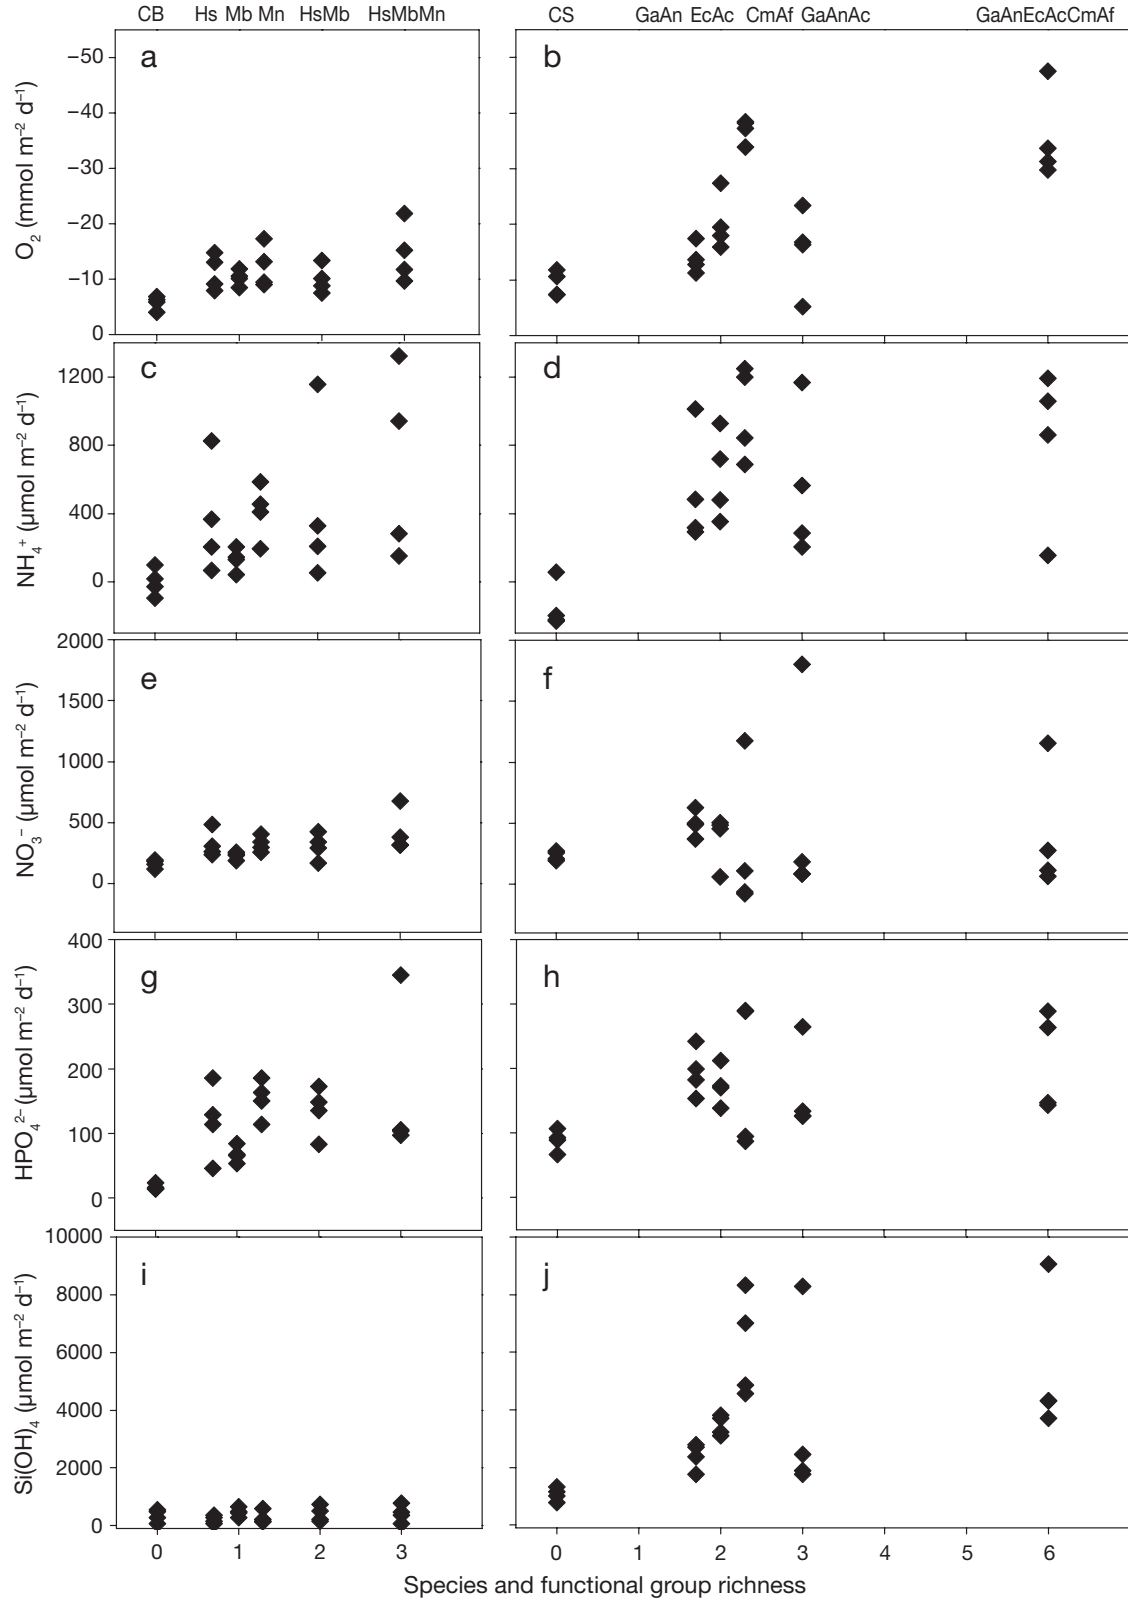 CB Hs Mb Mn HsMb HsMbMn CS GaAn EcAc CmAf GaAnAc GaAnEcAcCmAf
a
b
O₂ (mmol m⁻² d⁻¹)
−50
−40
−30
−20
−10
0
c
d
NH₄⁺ (µmol m⁻² d⁻¹)
1200
800
400
0
e
f
NO₃⁻ (µmol m⁻² d⁻¹)
2000
1500
1000
500
0
g
h
HPO₄²⁻ (µmol m⁻² d⁻¹)
400
300
200
100
0
i
j
Si(OH)₄ (µmol m⁻² d⁻¹)
10000
8000
6000
4000
2000
0
0 1 2 3 0 1 2 3 4 5 6
Species and functional group richness